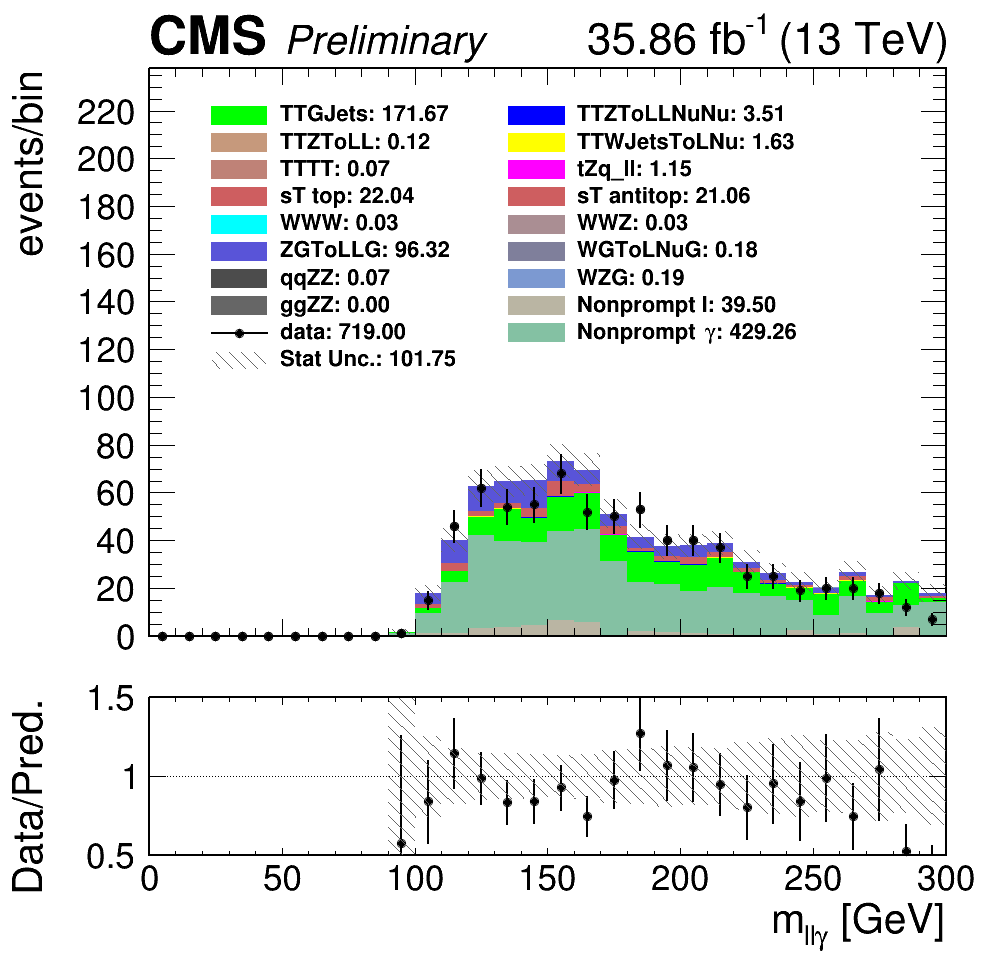 CMS Preliminary 35.86 fb-1 (13 TeV)
events/bin
220
200
180
160
140
120
100
80
60
40
20
0
TTGJets: 171.67
TTZToLL: 0.12
TTTT: 0.07
sT top: 22.04
WWW: 0.03
ZGToLLG: 96.32
qqZZ: 0.07
ggZZ: 0.00
data: 719.00
Stat Unc.: 101.75
TTZToLLNuNu: 3.51
TTWJetsToLNu: 1.63
tZq_ll: 1.15
sT antitop: 21.06
WWZ: 0.03
WGToLNuG: 0.18
WZG: 0.19
Nonprompt l: 39.50
Nonprompt γ: 429.26
Data/Pred.
1.5
1
0.5
0 50 100 150 200 250 300
mllγ [GeV]